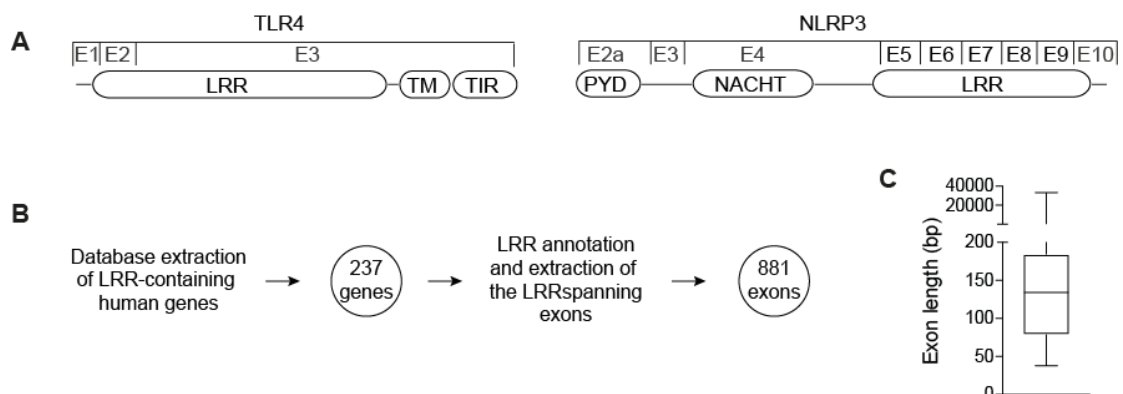 A
TLR4
E1 E2 E3
LRR TM TIR
NLRP3
E2a E3 E4 E5 E6 E7 E8 E9 E10
PYD NACHT LRR
B
Database extraction
of LRR-containing
human genes
237
genes
LRR annotation
and extraction of
the LRRspanning
exons
881
exons
C
Exon length (bp)
40000
20000
200
150
100
50
0